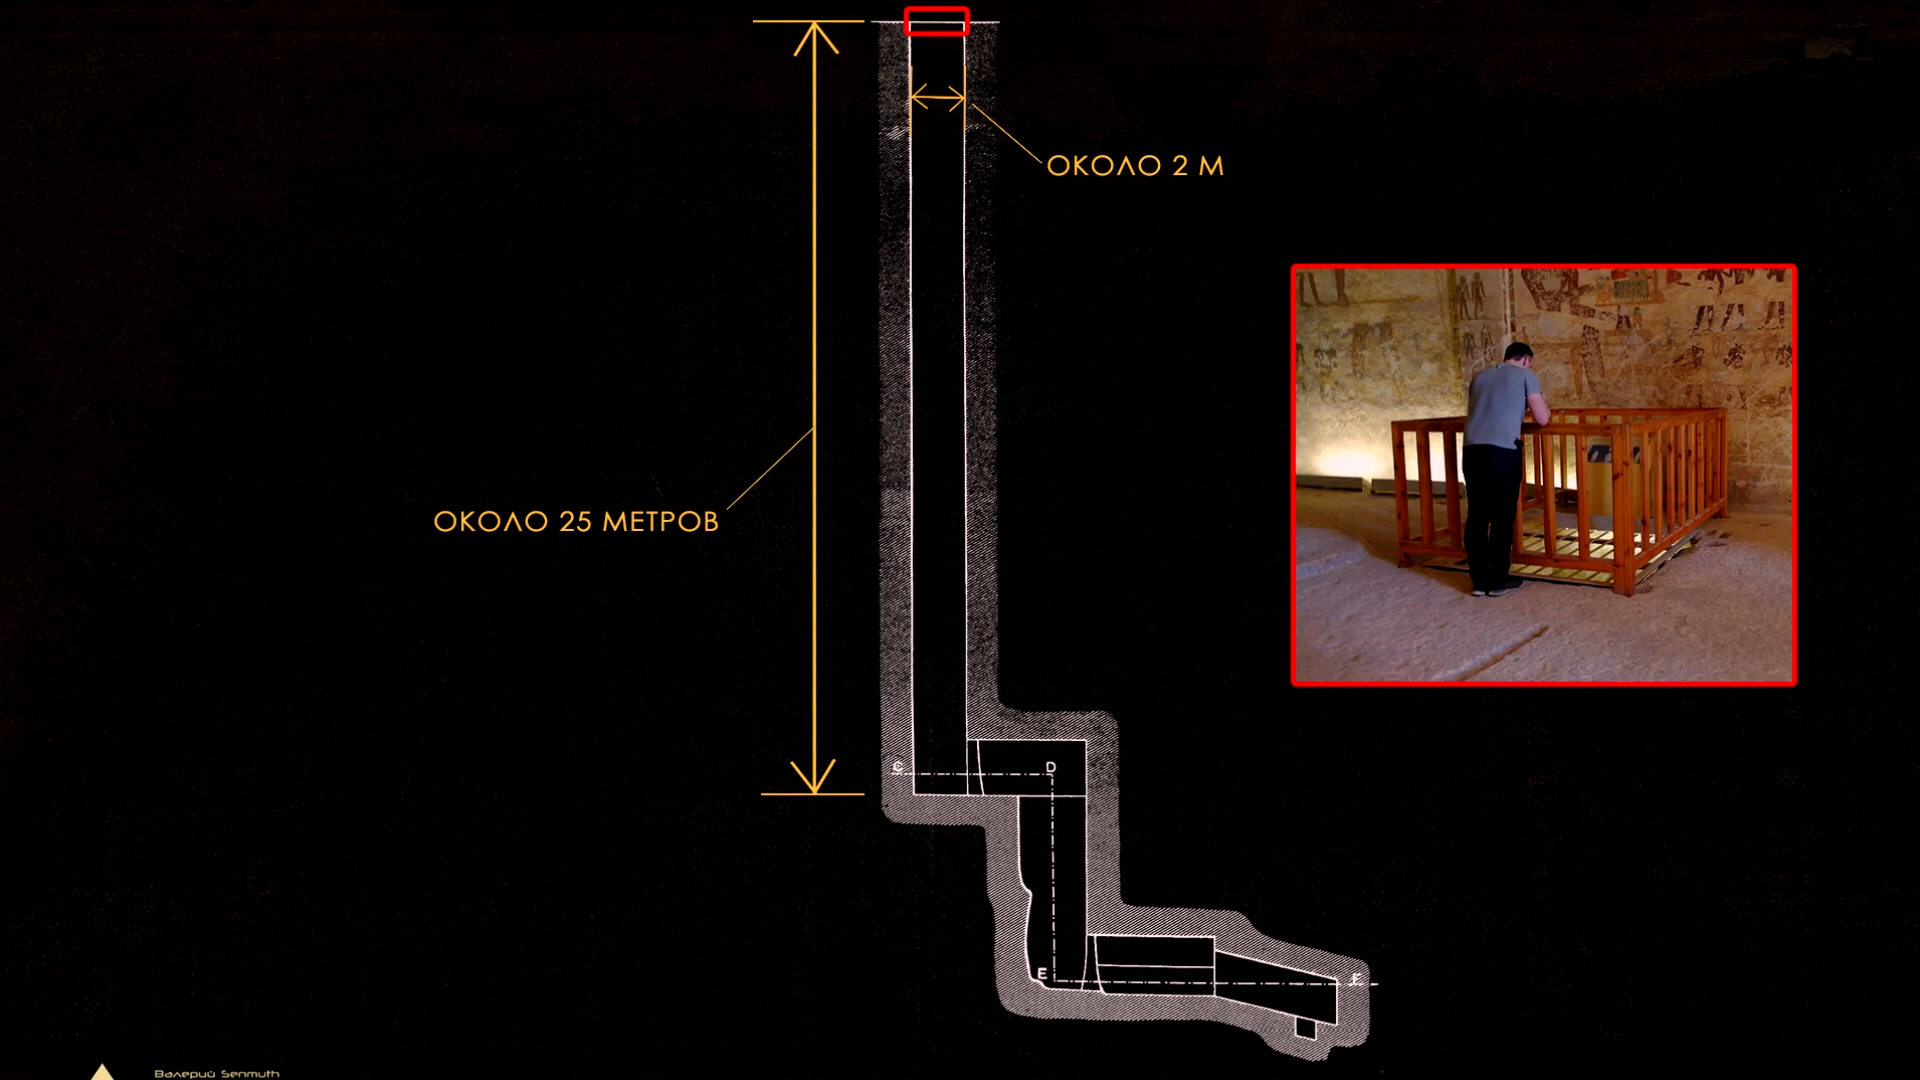 ОКОЛО 2 М
ОКОЛО 25 МЕТРОВ
C
D
E
F
Валерий Senmuth